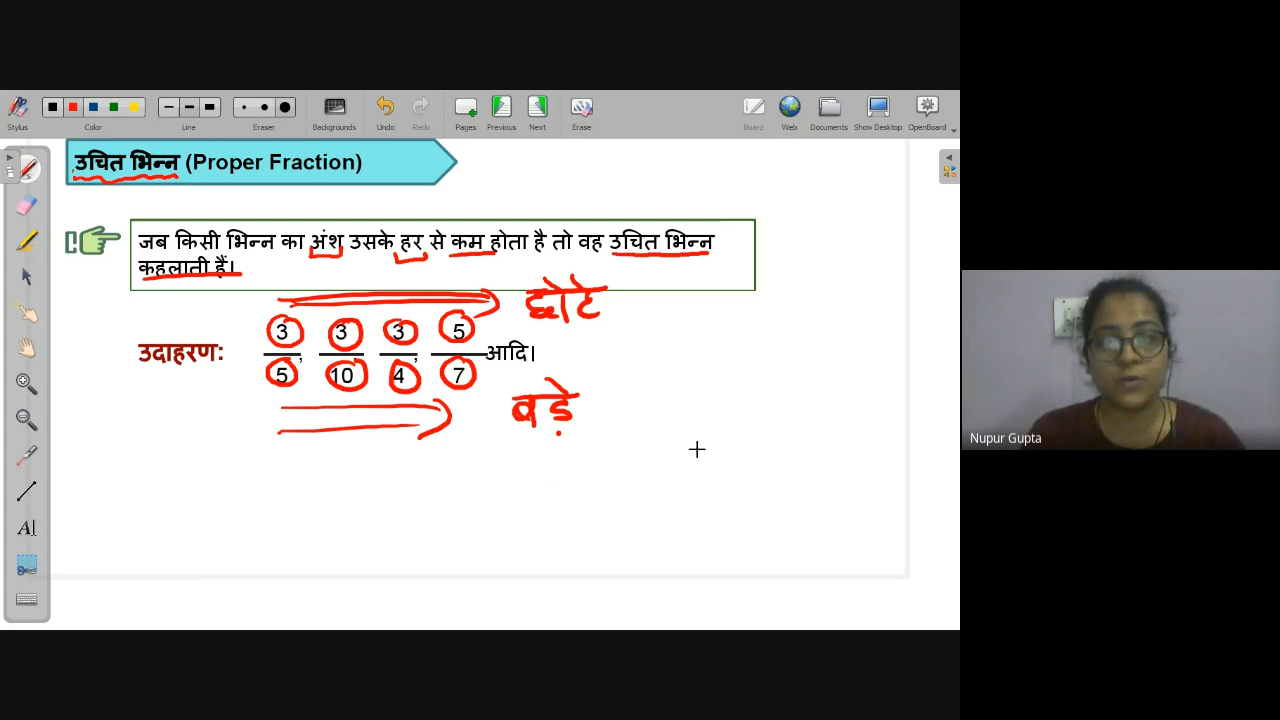 Stylus Color Line Eraser Backgrounds Undo Redo Pages Previous Next Erase Board Web Documents Show Desktop OpenBoard
उचित भिन्न (Proper Fraction)
जब किसी भिन्न का अंश उसके हर से कम होता है तो वह उचित भिन्न
कहलाती हैं।
छोटे
उदाहरण: 3/5, 3/10, 3/4, 5/7 आदि।
बड़े
Nupur Gupta